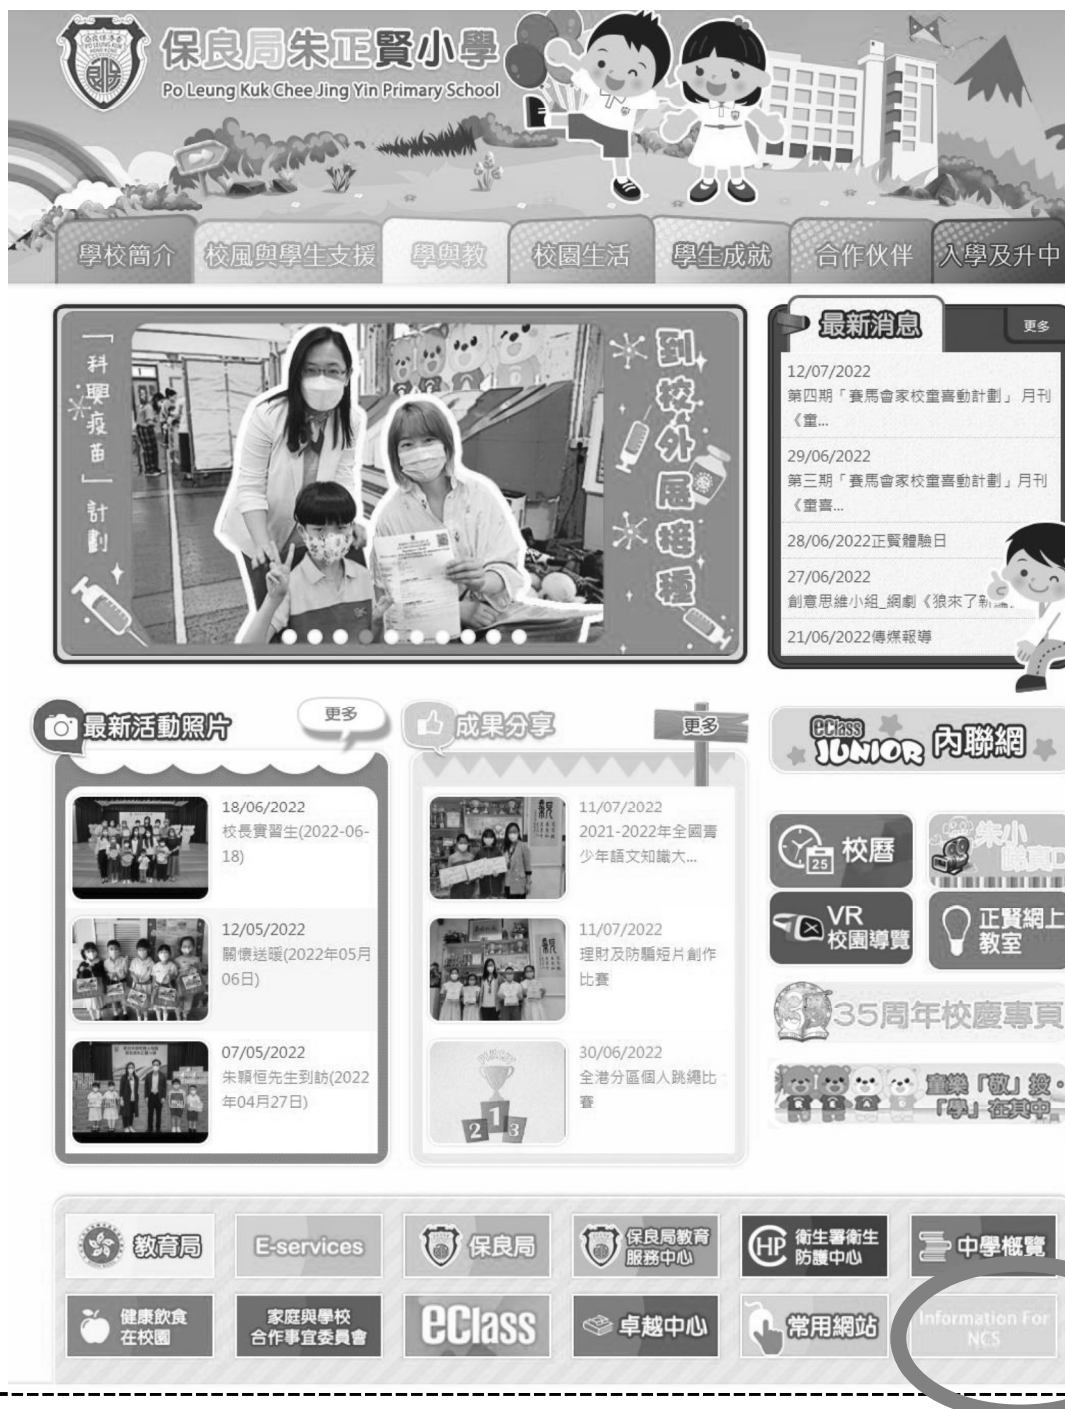 保良局朱正賢小學
Po Leung Kuk Chee Jing Yin Primary School
學校簡介
校風與學生支援
學與教
校園生活
學生成就
合作伙伴
入學及升中
「科興疫苗」計劃
到校外展接種
最新消息
更多
12/07/2022
第四期「賽馬會家校童喜動計劃」 月刊
《童...
29/06/2022
第三期「賽馬會家校童喜動計劃」月刊
《童喜...
28/06/2022正賢體驗日
27/06/2022
創意思維小組_網劇《狼來了新
21/06/2022傳媒報導
最新活動照片
更多
18/06/2022
校長實習生(2022-06-
18)
12/05/2022
關懷送暖(2022年05月
06日)
07/05/2022
朱顯恒先生到訪(2022
年04月27日)
成果分享
更多
11/07/2022
2021-2022年全國青
少年語文知識大...
11/07/2022
理財及防騙短片創作
比賽
30/06/2022
全港分區個人跳繩比
賽
2 1 3
eClass
JUNIOR 內聯網
25
校曆
朱小
VR
校園導覽
正賢網上
教室
35周年校慶專頁
童樂「敬」投・
「學」在其中
教育局
E-services
保良局
保良局教育
服務中心
CHP
衞生署衞生
防護中心
中學概覽
健康飲食
在校園
家庭與學校
合作事宜委員會
eClass
卓越中心
常用網站
Information For
NCS